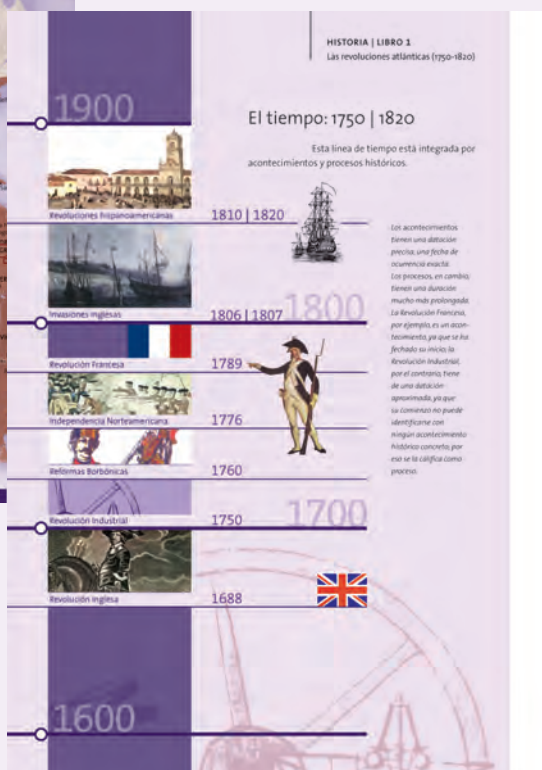 HISTORIA | LIBRO 1
Las revoluciones atlánticas (1750-1820)
1900
El tiempo: 1750 | 1820
Esta línea de tiempo está integrada por
acontecimientos y procesos históricos.
Revoluciones hispanoamericanas
1810 | 1820
Los acontecimientos
tienen una datación
precisa, una fecha de
ocurrencia exacta.
Los procesos, en cambio,
tienen una duración
mucho más prolongada.
La Revolución Francesa,
por ejemplo, es un acon-
tecimiento, ya que se ha
fechado su inicio; la
Revolución Industrial,
por el contrario, tiene
de una datación
aproximada, ya que
su comienzo no puede
identificarse con
ningún acontecimiento
histórico concreto, por
eso se la califica como
proceso.
Invasiones inglesas
1806 | 1807
1800
Revolución Francesa
1789
Independencia Norteamericana
1776
Reformas Borbónicas
1760
Revolución Industrial
1750
1700
Revolución Inglesa
1688
1600